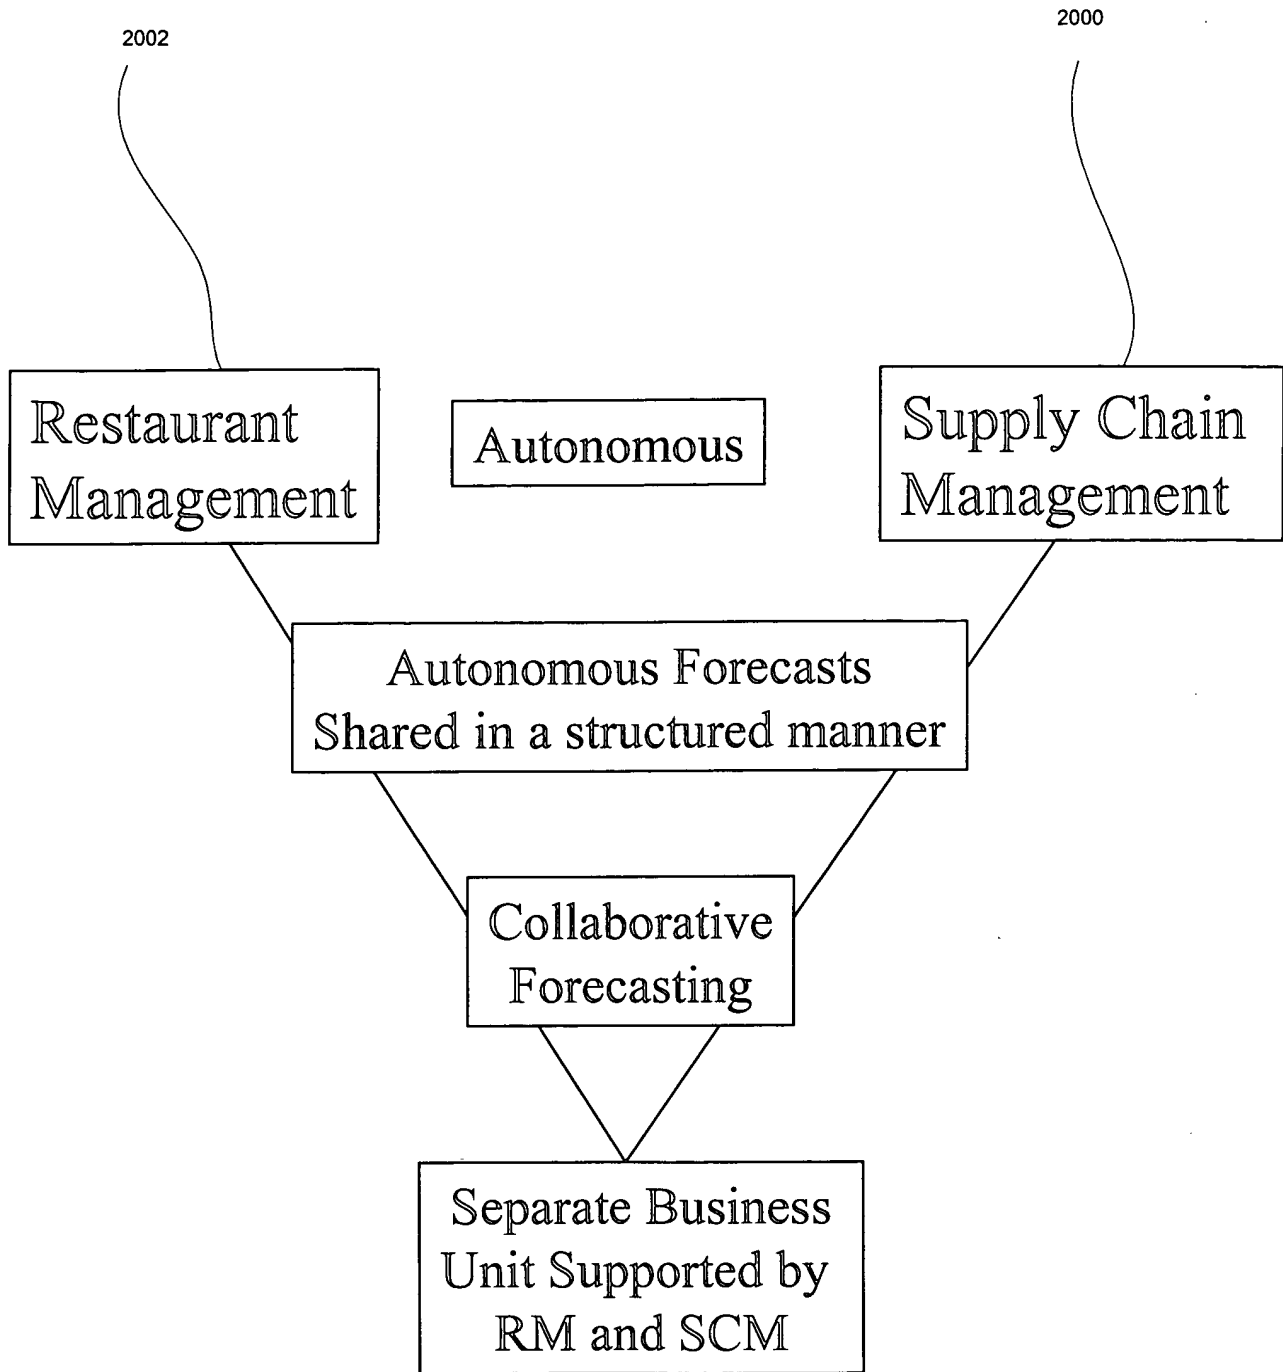 2002
2000
Restaurant
Management
Autonomous
Supply Chain
Management
Autonomous Forecasts
Shared in a structured manner
Collaborative
Forecasting
Separate Business
Unit Supported by
RM and SCM